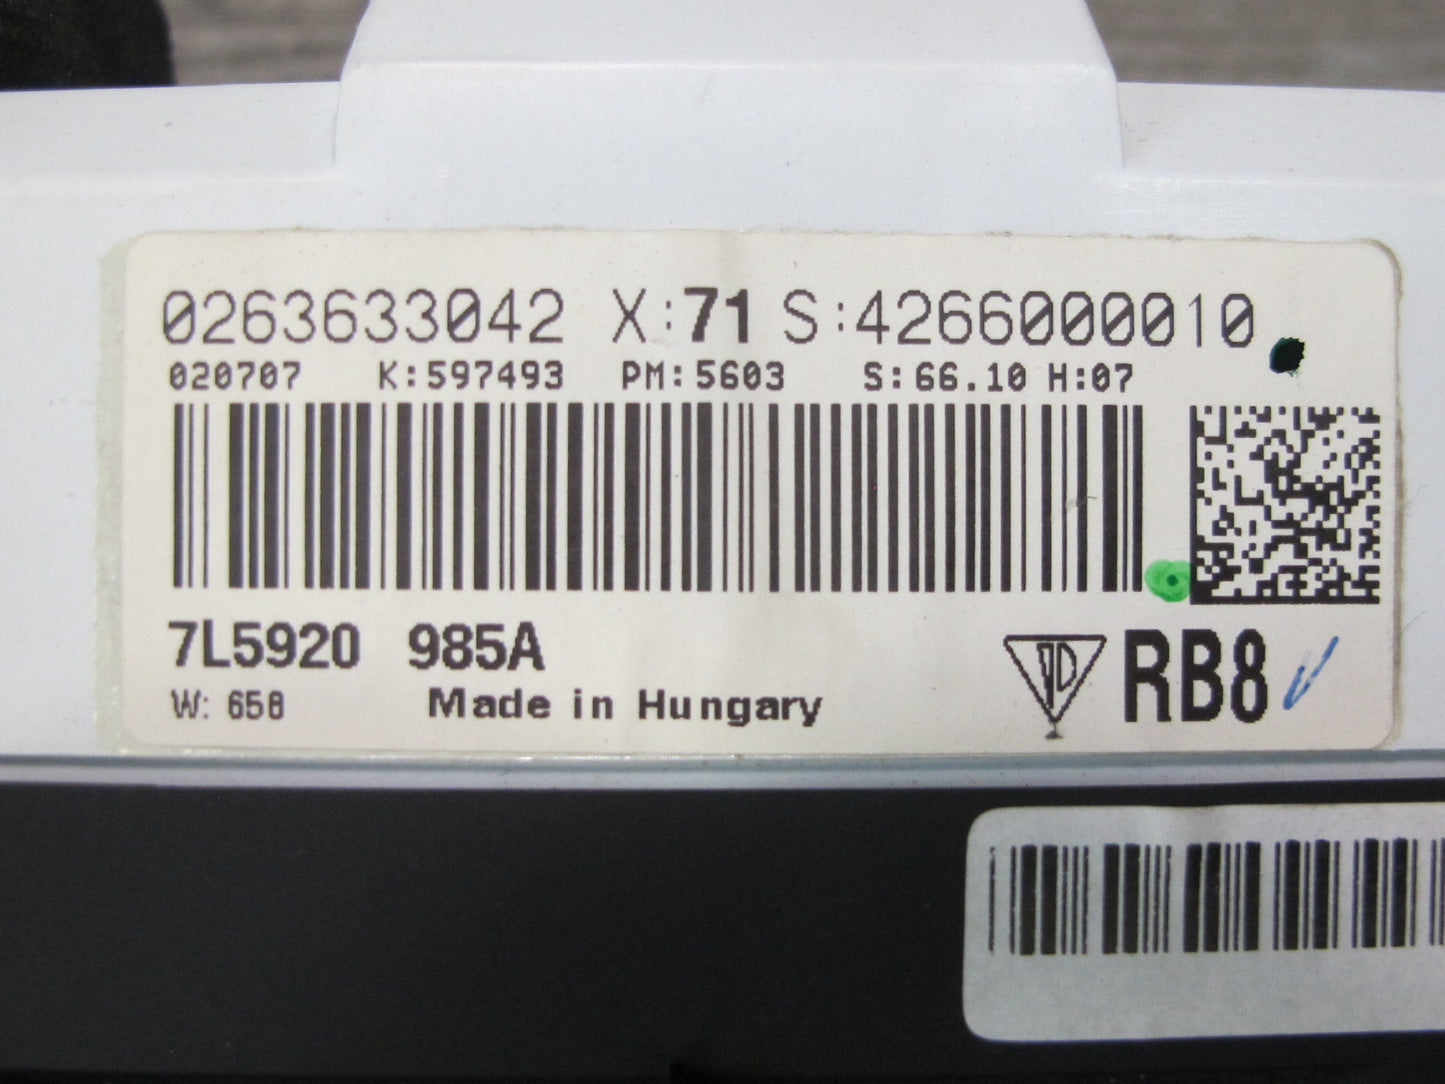 0263633042 X:71 S:4266000010
020707 K:597493 PM:5603 S:66.10 H:07
7L5920 985A
RB8
W: 658 Made in Hungary